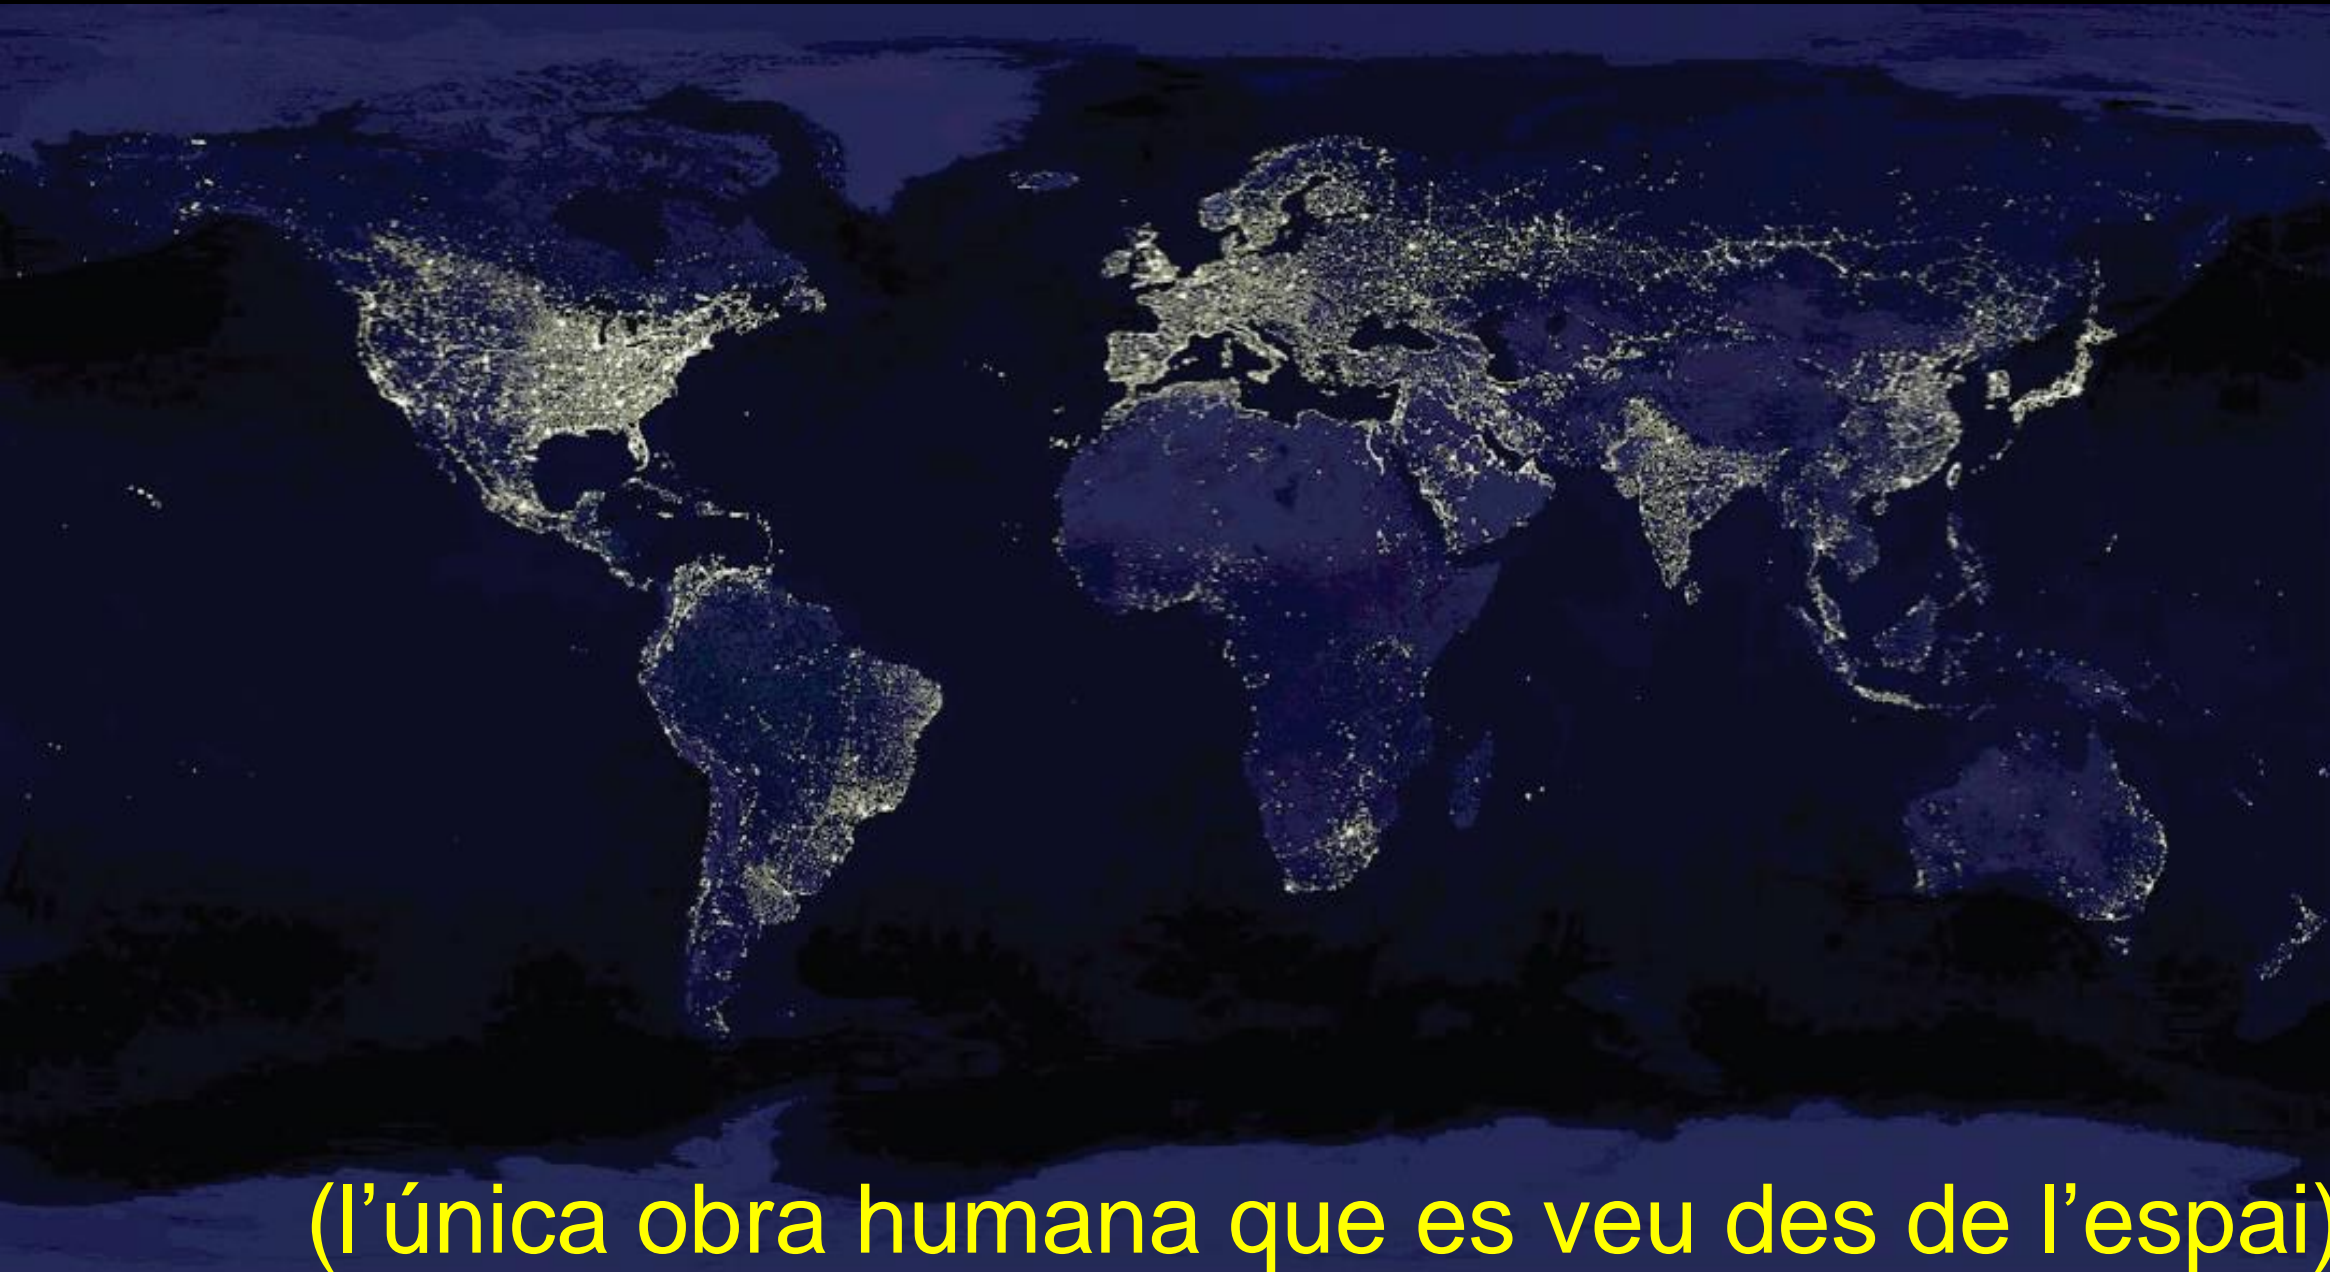 (l’única obra humana que es veu des de l’espai)